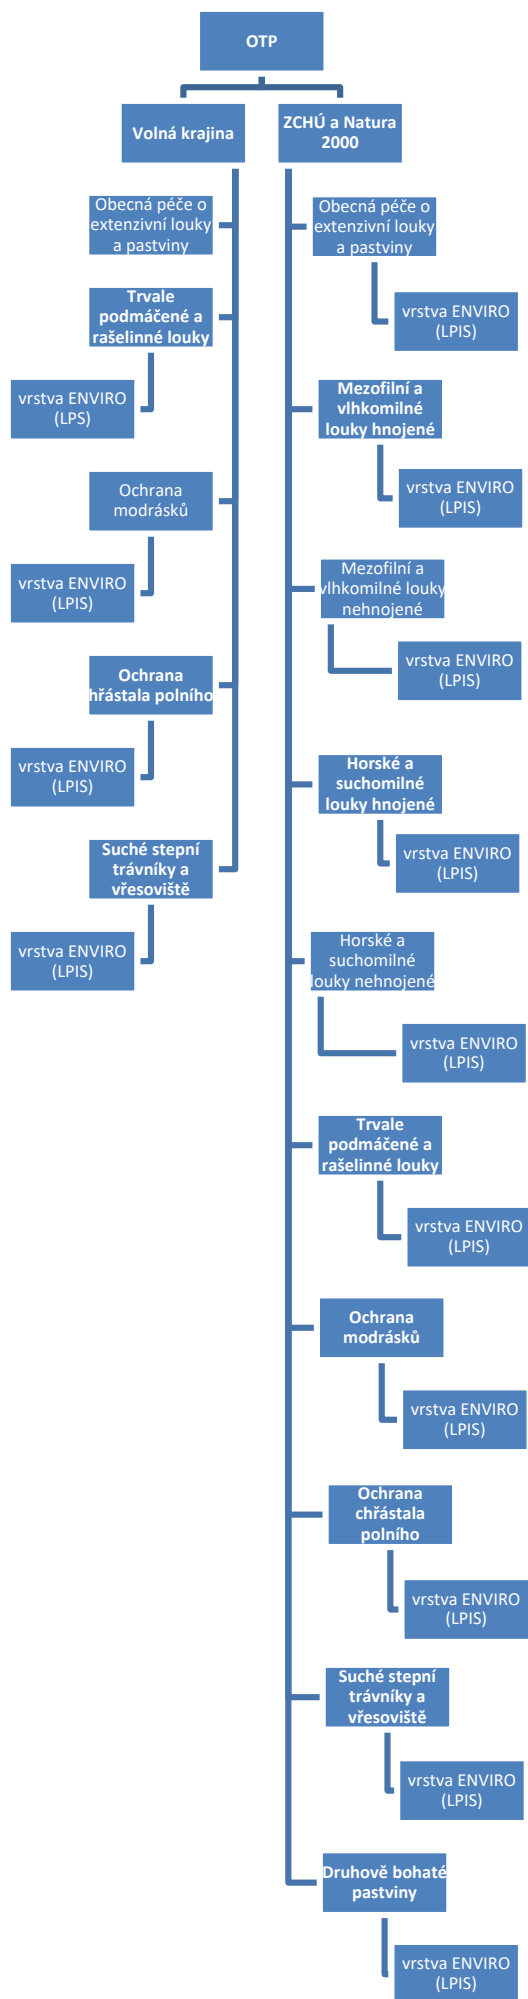 OTP
Volná krajina
Obecná péče o
extenzivní louky
a pastviny
Trvale
podmáčené a
rašelinné louky
vrstva ENVIRO
(LPS)
Ochrana
modrásků
vrstva ENVIRO
(LPIS)
Ochrana
hřástala polního
vrstva ENVIRO
(LPIS)
Suché stepní
trávníky a
vřesoviště
vrstva ENVIRO
(LPIS)
ZCHÚ a Natura
2000
Obecná péče o
extenzivní louky
a pastviny
vrstva ENVIRO
(LPIS)
Mezofilní a
vlhkomilné
louky hnojené
vrstva ENVIRO
(LPIS)
Mezofilní a
vlhkomilné louky
nehnojené
vrstva ENVIRO
(LPIS)
Horské a
suchomilné
louky hnojené
vrstva ENVIRO
(LPIS)
Horské a
suchomilné
louky nehnojené
vrstva ENVIRO
(LPIS)
Trvale
podmáčené a
rašelinné louky
vrstva ENVIRO
(LPIS)
Ochrana
modrásků
vrstva ENVIRO
(LPIS)
Ochrana
chřástala
polního
vrstva ENVIRO
(LPIS)
Suché stepní
trávníky a
vřesoviště
vrstva ENVIRO
(LPIS)
Druhově bohaté
pastviny
vrstva ENVIRO
(LPIS)